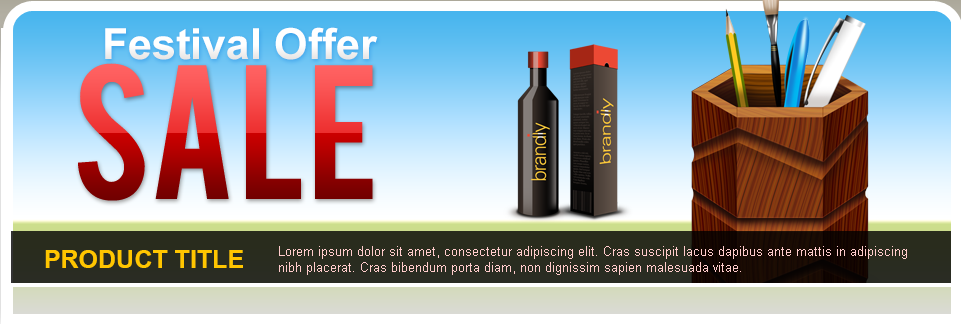 Festival Offer
SALE
brandiy
brandiy
PRODUCT TITLE
Lorem ipsum dolor sit amet, consectetur adipiscing elit. Cras suscipit lacus dapibus ante mattis in adipiscing
nibh placerat. Cras bibendum porta diam, non dignissim sapien malesuada vitae.